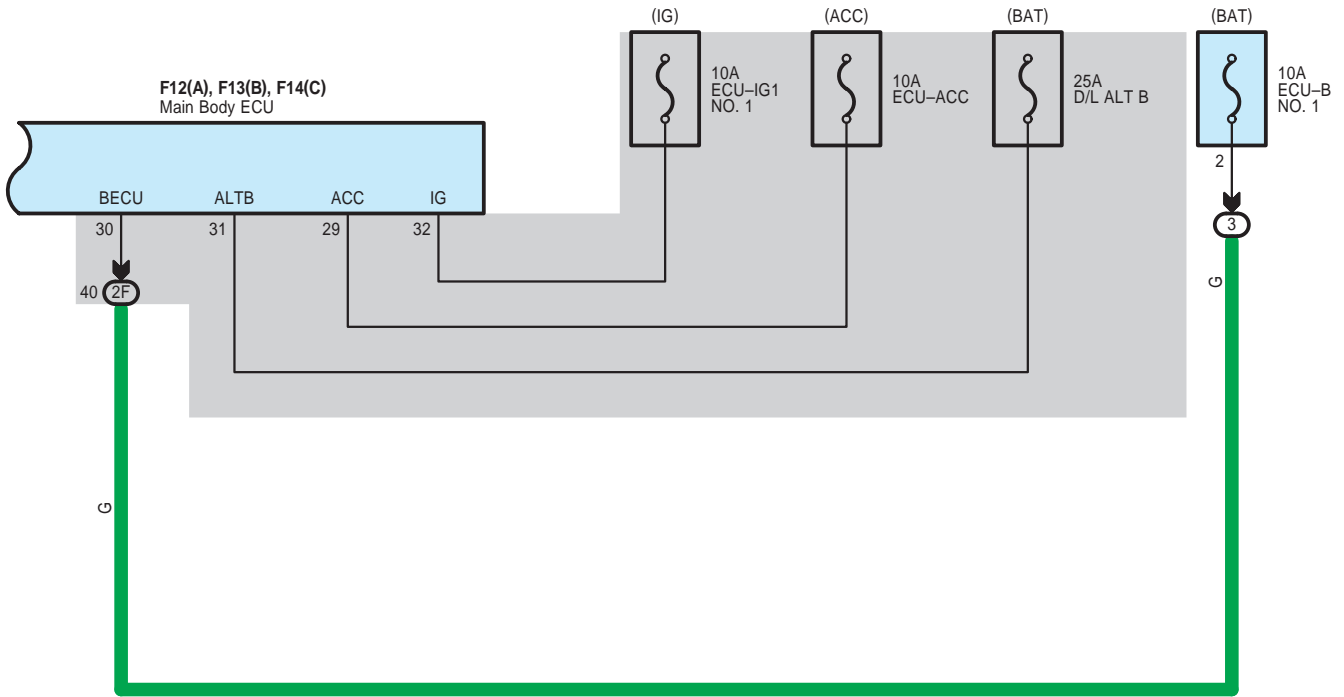 (IG)
(ACC)
(BAT)
(BAT)
10A
ECU–IG1
NO. 1
10A
ECU–ACC
25A
D/L ALT B
10A
ECU–B
NO. 1
F12(A), F13(B), F14(C)
Main Body ECU
BECU
ALTB
ACC
IG
30
31
29
32
2
3
40
2F
G
G